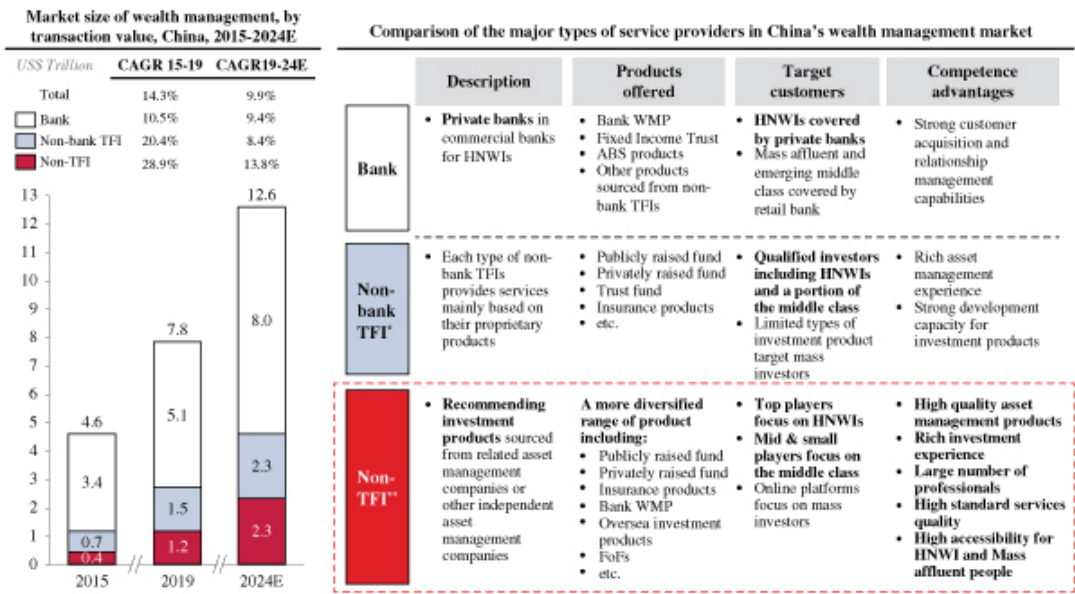 Market size of wealth management, by
transaction value, China, 2015-2024E
US$ Trillion CAGR 15-19 CAGR19-24E
Total 14.3% 9.9%
Bank 10.5% 9.4%
Non-bank TFI 20.4% 8.4%
Non-TFI 28.9% 13.8%
13
12
11
10
9
8
7
6
5
4
3
2
1
0
4.6
3.4
0.7
0.4
7.8
5.1
1.5
1.2
12.6
8.0
2.3
2.3
2015 // 2019 // 2024E
Comparison of the major types of service providers in China's wealth management market
Description
Products
offered
Target
customers
Competence
advantages
Bank
• Private banks in
commercial banks
for HNWIs
• Bank WMP
• Fixed Income Trust
• ABS products
• Other products
sourced from non-
bank TFIs
• HNWIs covered
by private banks
• Mass affluent and
emerging middle
class covered by
retail bank
• Strong customer
acquisition and
relationship
management
capabilities
Non-
bank
TFI*
• Each type of non-
bank TFIs
provides services
mainly based on
their proprietary
products
• Publicly raised fund
• Privately raised fund
• Trust fund
• Insurance products
• etc.
• Qualified investors
including HNWIs
and a portion of
the middle class
• Limited types of
investment product
target mass
investors
• Rich asset
management
experience
• Strong development
capacity for
investment products
Non-
TFI**
• Recommending
investment
products sourced
from related asset
management
companies or
other independent
asset
management
companies
A more diversified
range of product
including:
• Publicly raised fund
• Privately raised fund
• Insurance products
• Bank WMP
• Oversea investment
products
• FoFs
• etc.
• Top players
focus on HNWIs
• Mid & small
players focus on
the middle class
• Online platforms
focus on mass
investors
• High quality asset
management products
• Rich investment
experience
• Large number of
professionals
• High standard services
quality
• High accessibility for
HNWI and Mass
affluent people